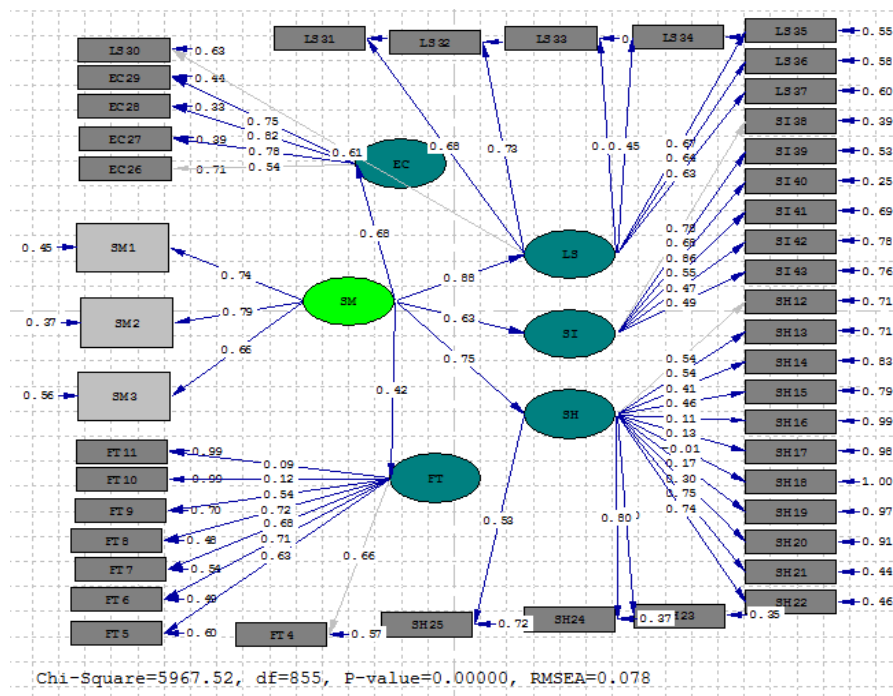 LS30 0.63
EC29 0.44
EC28 0.33
EC27 0.39
EC26 0.71
LS31
LS32
LS33
LS34
LS35 0.55
LS36 0.58
LS37 0.60
SI38 0.39
SI39 0.53
SI40 0.25
SI41 0.69
SI42 0.78
SI43 0.76
SH12 0.71
SH13 0.71
SH14 0.83
SH15 0.79
SH16 0.99
SH17 0.98
SH18 1.00
SH19 0.97
SH20 0.91
SH21 0.44
SH22 0.46
0.75
0.82
0.78
0.54
0.61
EC
0.68
0.73
0.45
0.67
0.64
0.63
LS
0.68
0.88
0.45 SM1
0.74
SM
0.37 SM2
0.79
0.56 SM3
0.66
0.63
SI
0.78
0.86
0.55
0.47
0.49
0.75
SH
0.42
0.54
0.54
0.41
0.46
0.11
0.13
-0.01
0.17
0.30
0.75
0.74
FT11 0.99
FT10 0.99
FT9 0.70
FT8 0.48
FT7 0.54
FT6 0.49
FT5 0.60
0.09
0.12
0.54
0.72
0.68
0.71
0.63
FT
0.66
0.53
0.80
FT4 0.57
SH25 0.72
SH24 0.37
H23 0.35
Chi-Square=5967.52, df=855, P-value=0.00000, RMSEA=0.078